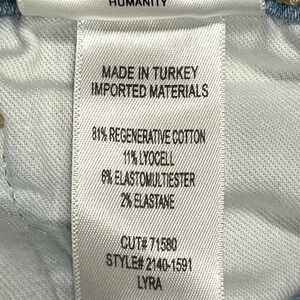 HUMANITY
MADE IN TURKEY
IMPORTED MATERIALS
81% REGENERATIVE COTTON
11% LYOCELL
6% ELASTOMULTIESTER
2% ELASTANE
CUT# 71580
STYLE# 2140-1591
LYRA